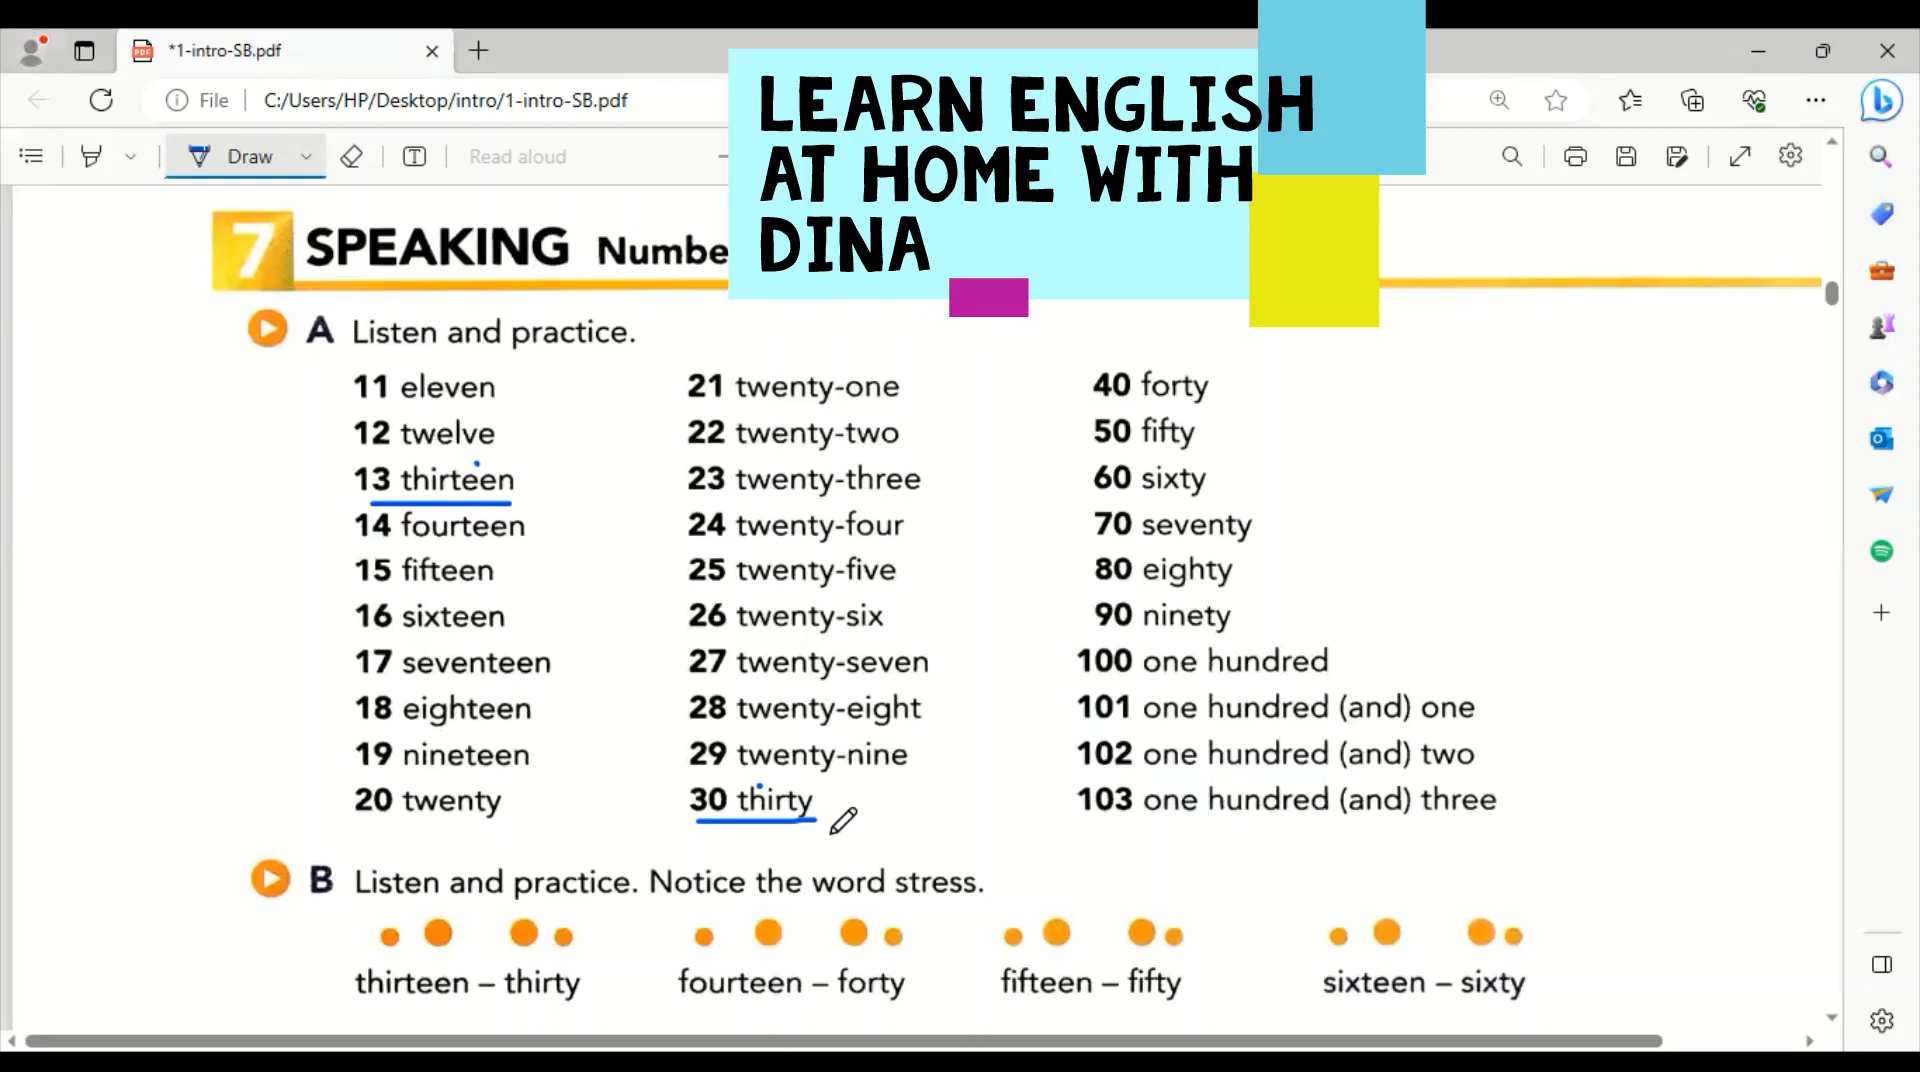 *1-intro-SB.pdf
File C:/Users/HP/Desktop/intro/1-intro-SB.pdf
Draw Read aloud
LEARN ENGLISH
AT HOME WITH
DINA
7 SPEAKING
A Listen and practice.
11 eleven 21 twenty-one 40 forty
12 twelve 22 twenty-two 50 fifty
13 thirteen 23 twenty-three 60 sixty
14 fourteen 24 twenty-four 70 seventy
15 fifteen 25 twenty-five 80 eighty
16 sixteen 26 twenty-six 90 ninety
17 seventeen 27 twenty-seven 100 one hundred
18 eighteen 28 twenty-eight 101 one hundred (and) one
19 nineteen 29 twenty-nine 102 one hundred (and) two
20 twenty 30 thirty 103 one hundred (and) three
B Listen and practice. Notice the word stress.
thirteen – thirty fourteen – forty fifteen – fifty sixteen – sixty